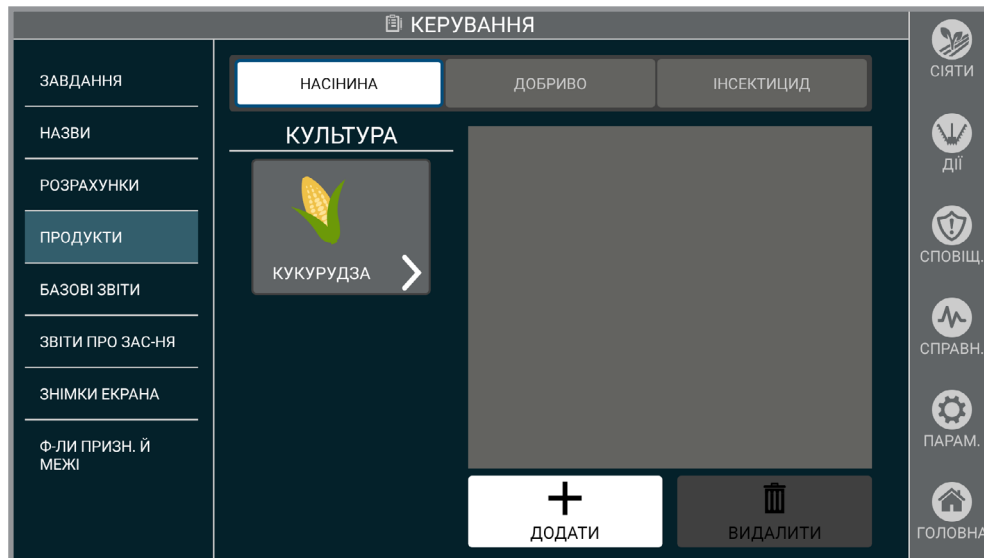 КЕРУВАННЯ
ЗАВДАННЯ
НАЗВИ
РОЗРАХУНКИ
ПРОДУКТИ
БАЗОВІ ЗВІТИ
ЗВІТИ ПРО ЗАС-НЯ
ЗНІМКИ ЕКРАНА
Ф-ЛИ ПРИЗН. Й
МЕЖІ
НАСІНИНА
ДОБРИВО
ІНСЕКТИЦИД
КУЛЬТУРА
КУКУРУДЗА
ДОДАТИ
ВИДАЛИТИ
СІЯТИ
ДІЇ
СПОВІЩ.
СПРАВН.
ПАРАМ.
ГОЛОВНА